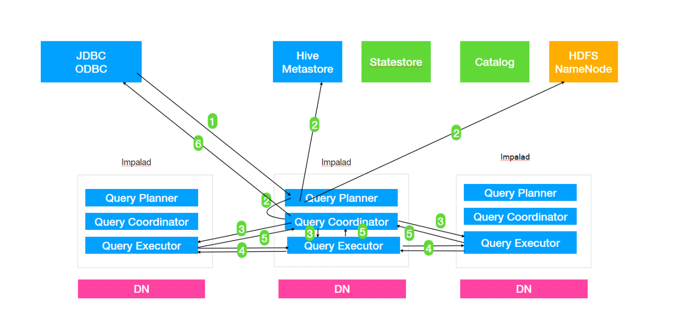 JDBC
ODBC
Hive
Metastore
Statestore
Catalog
HDFS
NameNode
1
2
2
6
Impalad
Impalad
Impalad
Query Planner
Query Coordinator
Query Executor
2
Query Planner
Query Coordinator
Query Executor
Query Planner
Query Coordinator
Query Executor
3
5
4
3
5
3
5
4
DN
DN
DN